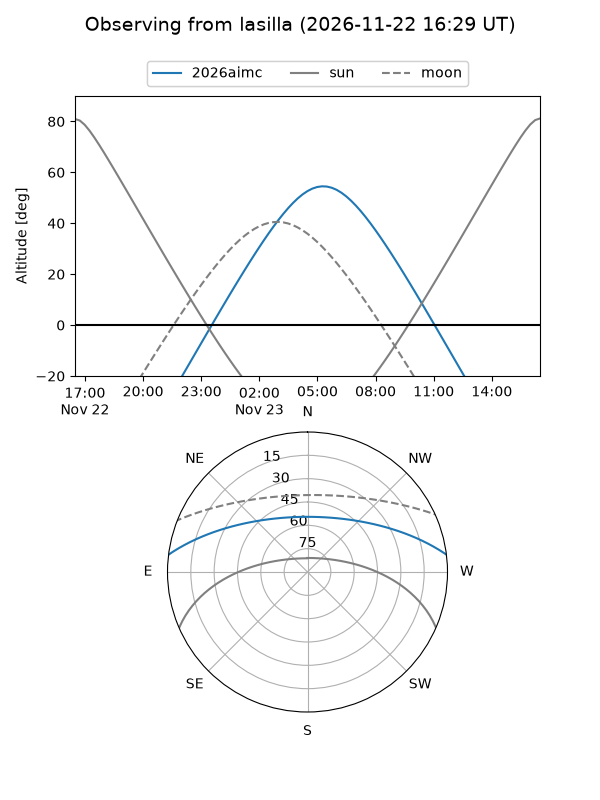 Observing from lasilla (2026-11-22 16:29 UT)
2026aimc
sun
moon
Altitude [deg]
80
60
40
20
0
−20
17:00
Nov 22
20:00
23:00
02:00
Nov 23
05:00
08:00
11:00
14:00
N
NE
NW
15
30
45
60
75
E
W
SE
SW
S